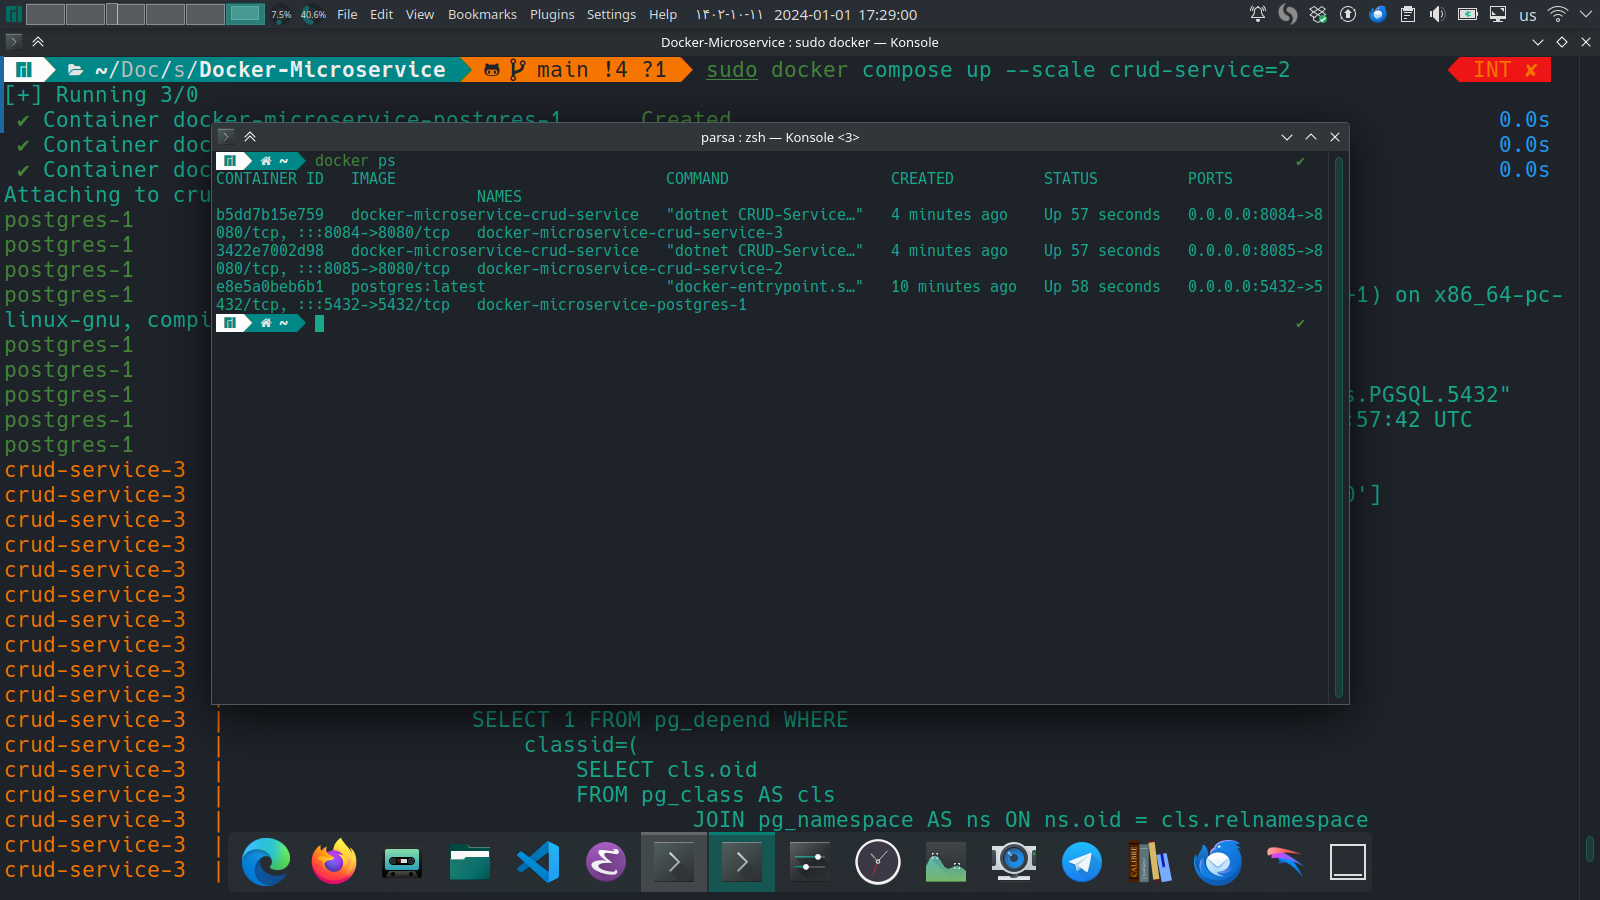 7.5% 40.6% File Edit View Bookmarks Plugins Settings Help ۱۴۰۲-۱۰-۱۱ 2024-01-01 17:29:00 us
Docker-Microservice : sudo docker — Konsole
~/Doc/s/Docker-Microservice main !4 ?1 sudo docker compose up --scale crud-service=2 INT ✘
[+] Running 3/0
✔ Container docker-microservice-postgres-1 Created 0.0s
✔ Container doc 0.0s
✔ Container doc 0.0s
Attaching to cru
postgres-1
postgres-1
postgres-1
postgres-1 -1) on x86_64-pc-
linux-gnu, compi
postgres-1
postgres-1
postgres-1 s.PGSQL.5432"
postgres-1 :57:42 UTC
postgres-1
crud-service-3
crud-service-3 0']
crud-service-3
crud-service-3
crud-service-3
crud-service-3
crud-service-3
crud-service-3
crud-service-3
crud-service-3
crud-service-3 | SELECT 1 FROM pg_depend WHERE
crud-service-3 | classid=(
crud-service-3 | SELECT cls.oid
crud-service-3 | FROM pg_class AS cls
crud-service-3 | JOIN pg_namespace AS ns ON ns.oid = cls.relnamespace
crud-service-3 |
crud-service-3 |
parsa : zsh — Konsole <3>
~ docker ps ✔
CONTAINER ID IMAGE COMMAND CREATED STATUS PORTS
NAMES
b5dd7b15e759 docker-microservice-crud-service "dotnet CRUD-Service…" 4 minutes ago Up 57 seconds 0.0.0.0:8084->8
080/tcp, :::8084->8080/tcp docker-microservice-crud-service-3
3422e7002d98 docker-microservice-crud-service "dotnet CRUD-Service…" 4 minutes ago Up 57 seconds 0.0.0.0:8085->8
080/tcp, :::8085->8080/tcp docker-microservice-crud-service-2
e8e5a0beb6b1 postgres:latest "docker-entrypoint.s…" 10 minutes ago Up 58 seconds 0.0.0.0:5432->5
432/tcp, :::5432->5432/tcp docker-microservice-postgres-1
~ ✔
CALIBRE